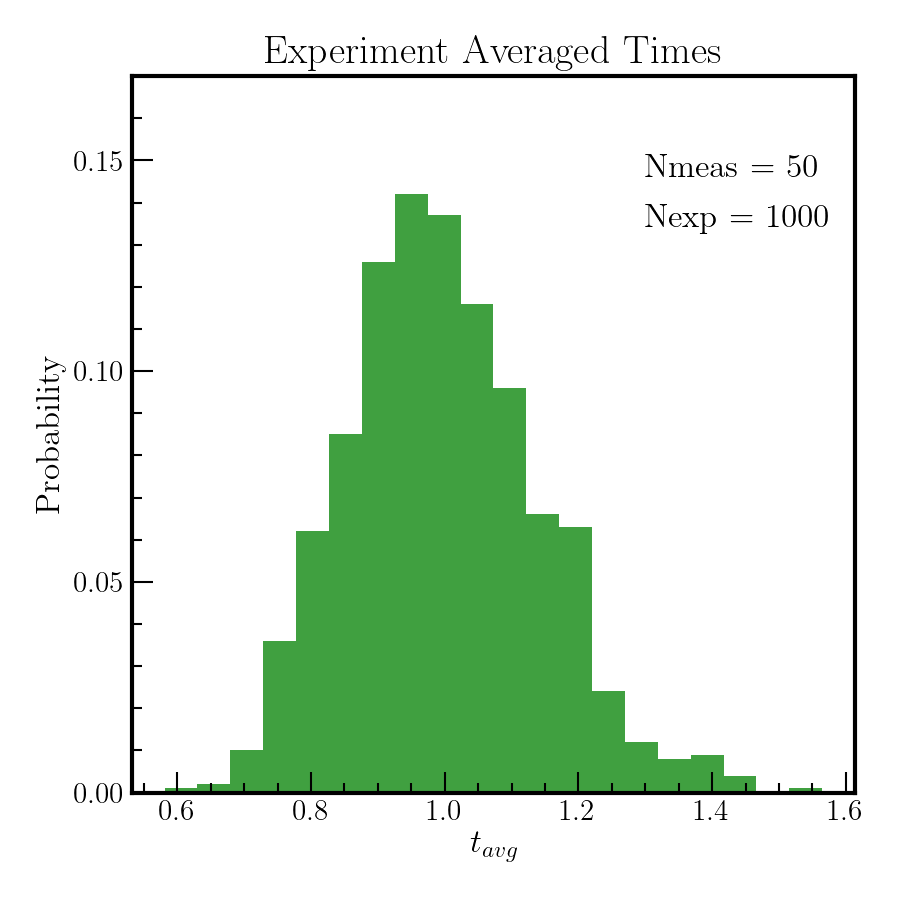 Experiment Averaged Times
Nmeas = 50
Nexp = 1000
Probability
0.15
0.10
0.05
0.00
0.6 0.8 1.0 1.2 1.4 1.6
t_avg